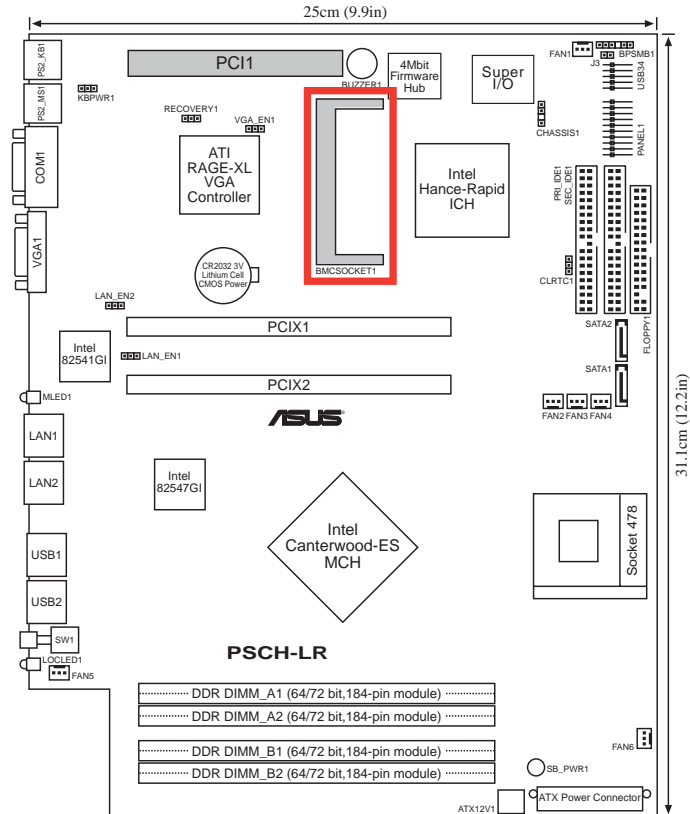 25cm (9.9in)
PS2_KB1
PCI1
BUZZER1
4Mbit
Firmware
Hub
Super
I/O
FAN1
BPSMB1
J3
USB34
PS2_MS1
KBPWR1
RECOVERY1
VGA_EN1
CHASSIS1
PANEL1
COM1
ATI
RAGE-XL
VGA
Controller
Intel
Hance-Rapid
ICH
PRI_IDE1
SEC_IDE1
VGA1
CR2032 3V
Lithium Cell
CMOS Power
BMCSOCKET1
CLRTC1
FLOPPY1
LAN_EN2
PCIX1
SATA2
Intel
82541GI
LAN_EN1
SATA1
PCIX2
MLED1
ASUS
FAN2
FAN3
FAN4
31.1cm (12.2in)
LAN1
LAN2
Intel
82547GI
Intel
Canterwood-ES
MCH
Socket 478
USB1
USB2
SW1
PSCH-LR
LOCLED1
FAN5
DDR DIMM_A1 (64/72 bit,184-pin module)
DDR DIMM_A2 (64/72 bit,184-pin module)
DDR DIMM_B1 (64/72 bit,184-pin module)
DDR DIMM_B2 (64/72 bit,184-pin module)
FAN6
SB_PWR1
ATX12V1
ATX Power Connector